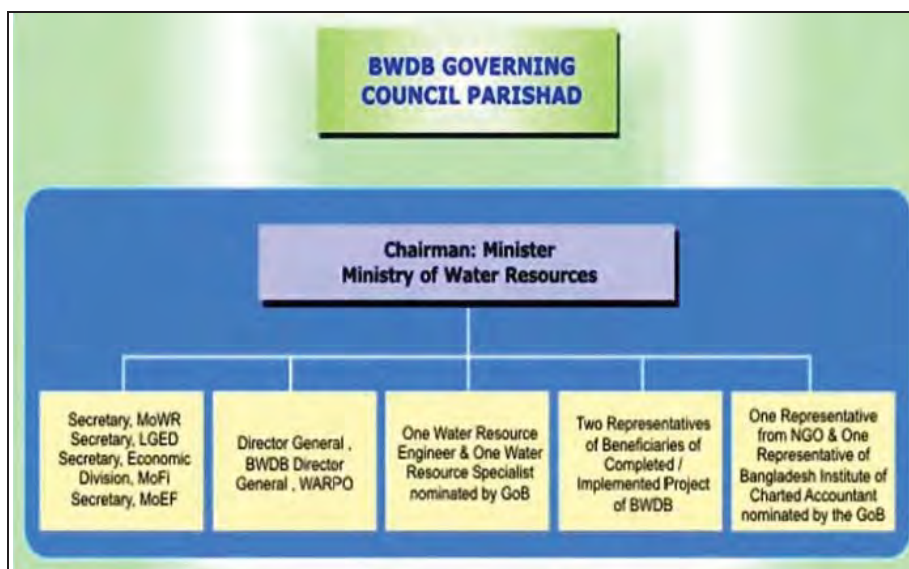 BWDB GOVERNING
COUNCIL PARISHAD
Chairman: Minister
Ministry of Water Resources
Secretary, MoWR
Secretary, LGED
Secretary, Economic
Division, MoFi
Secretary, MoEF
Director General ,
BWDB Director
General , WARPO
One Water Resource
Engineer & One Water
Resource Specialist
nominated by GoB
Two Representatives
of Beneficiaries of
Completed /
Implemented Project
of BWDB
One Representative
from NGO & One
Representative of
Bangladesh Institute of
Charted Accountant
nominated by the GoB